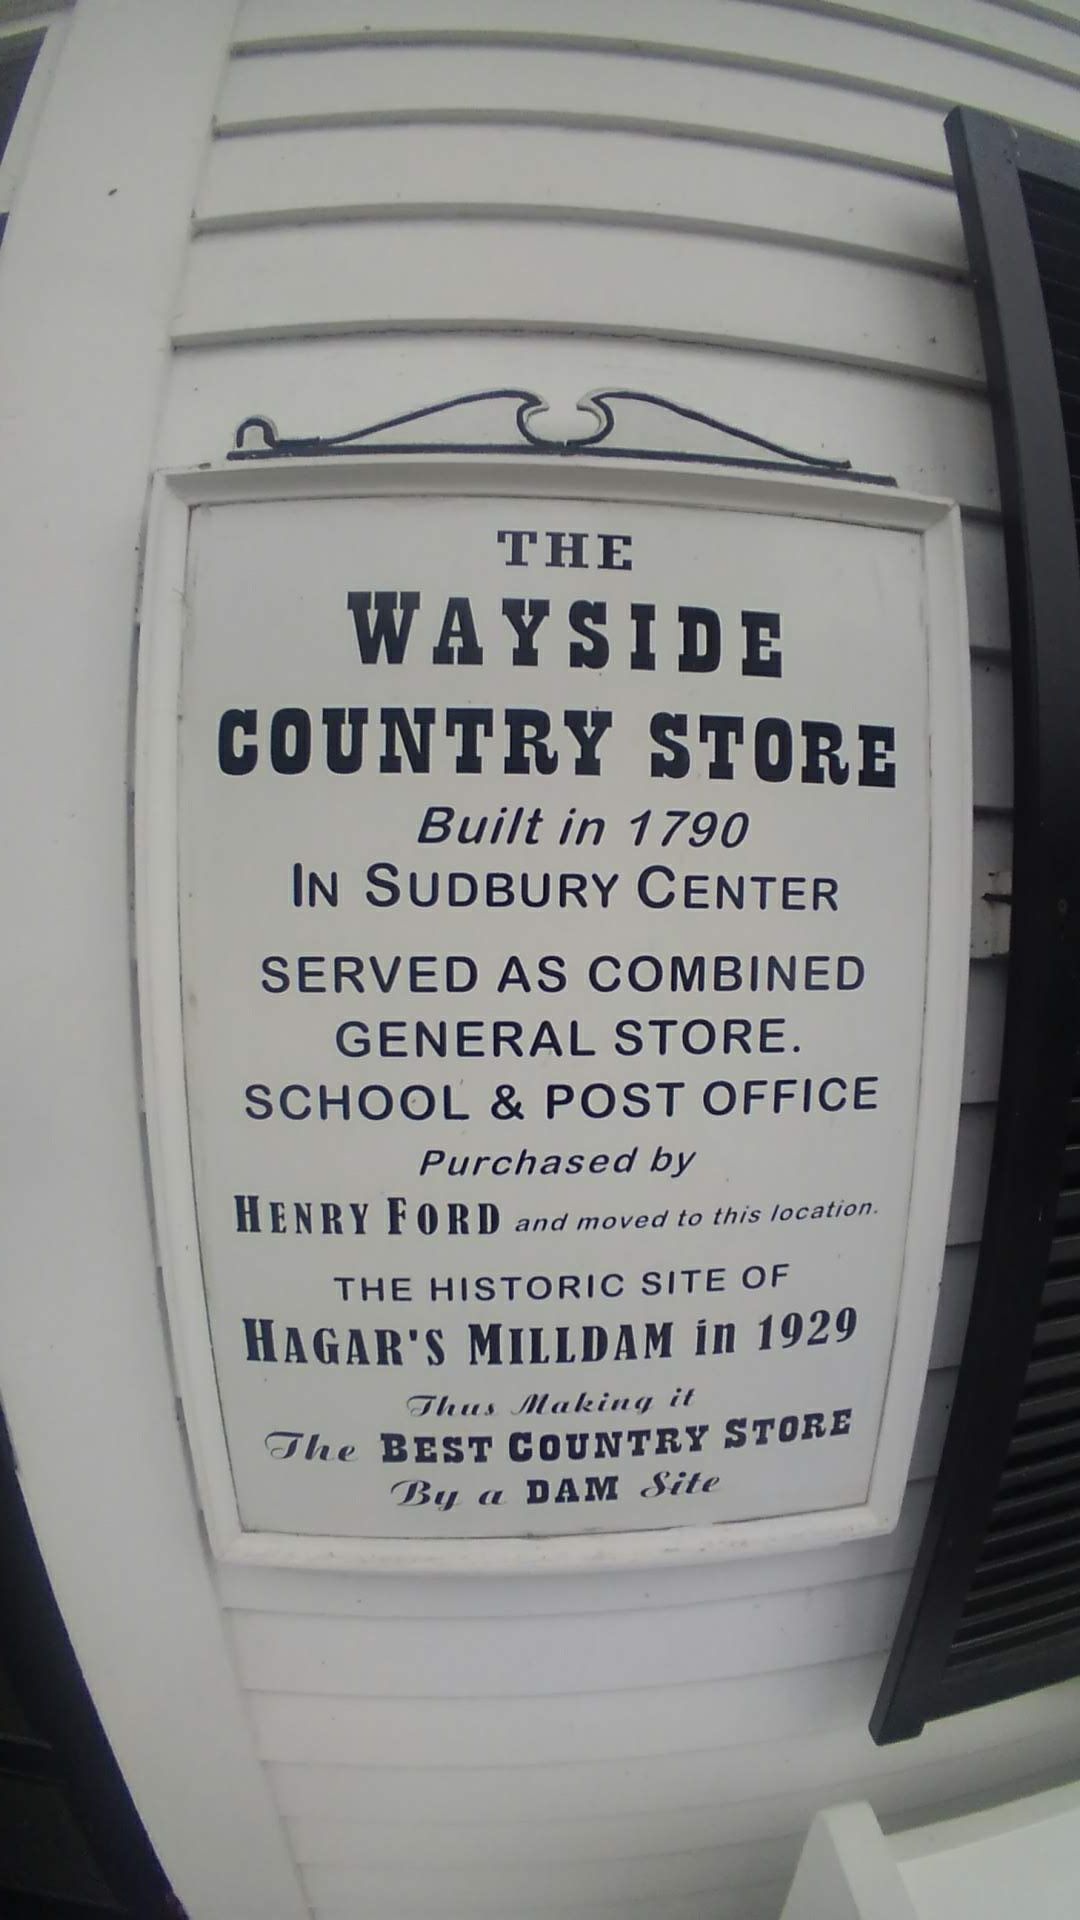 THE
WAYSIDE
COUNTRY STORE
Built in 1790
IN SUDBURY CENTER
SERVED AS COMBINED
GENERAL STORE.
SCHOOL & POST OFFICE
Purchased by
HENRY FORD and moved to this location.
THE HISTORIC SITE OF
HAGAR'S MILLDAM in 1929
Thus Making it
The BEST COUNTRY STORE
By a DAM Site